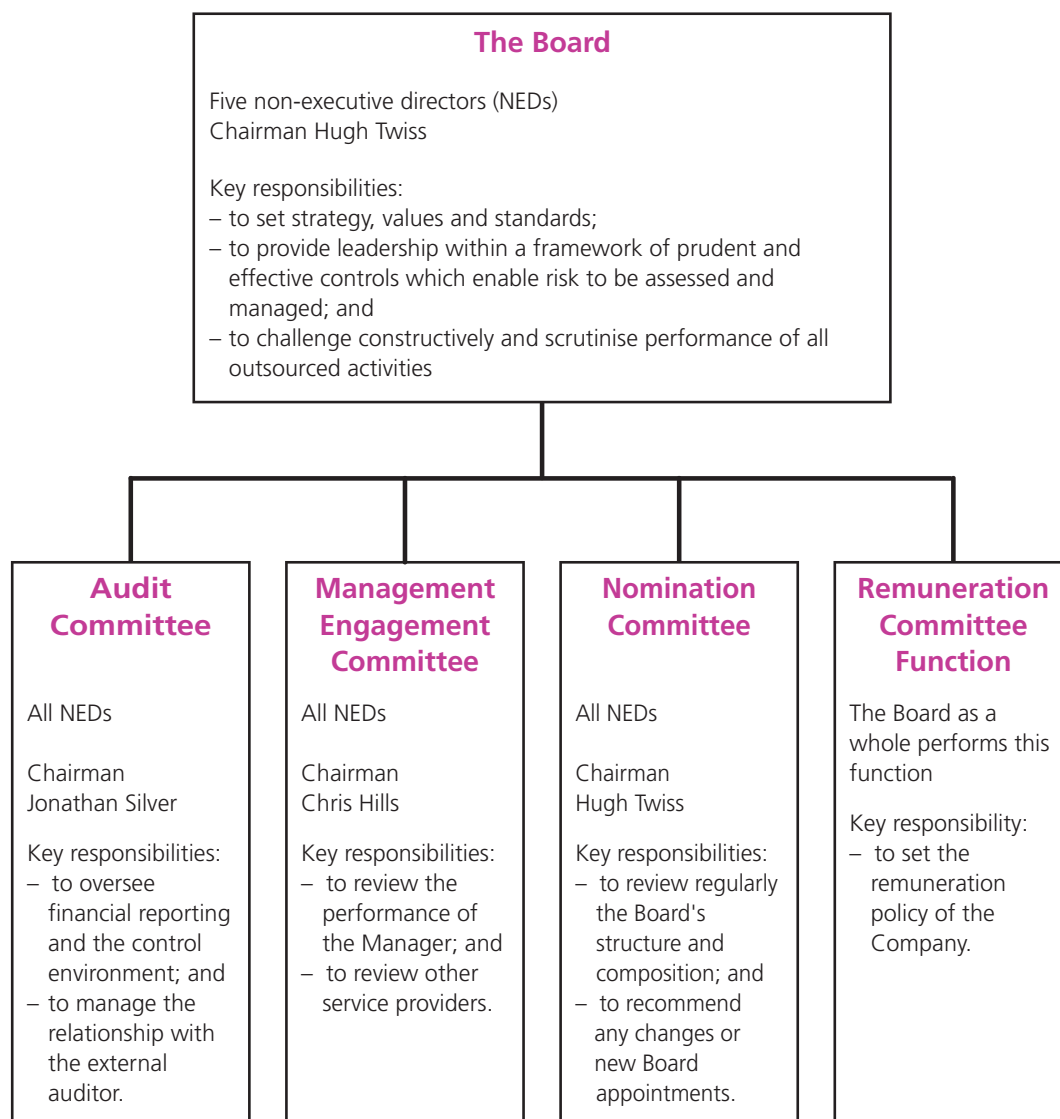 The Board
Five non-executive directors (NEDs)
Chairman Hugh Twiss
Key responsibilities:
– to set strategy, values and standards;
– to provide leadership within a framework of prudent and
effective controls which enable risk to be assessed and
managed; and
– to challenge constructively and scrutinise performance of all
outsourced activities
Audit
Committee
All NEDs
Chairman
Jonathan Silver
Key responsibilities:
– to oversee
financial reporting
and the control
environment; and
– to manage the
relationship with
the external
auditor.
Management
Engagement
Committee
All NEDs
Chairman
Chris Hills
Key responsibilities:
– to review the
performance of
the Manager; and
– to review other
service providers.
Nomination
Committee
All NEDs
Chairman
Hugh Twiss
Key responsibilities:
– to review regularly
the Board's
structure and
composition; and
– to recommend
any changes or
new Board
appointments.
Remuneration
Committee
Function
The Board as a
whole performs this
function
Key responsibility:
– to set the
remuneration
policy of the
Company.